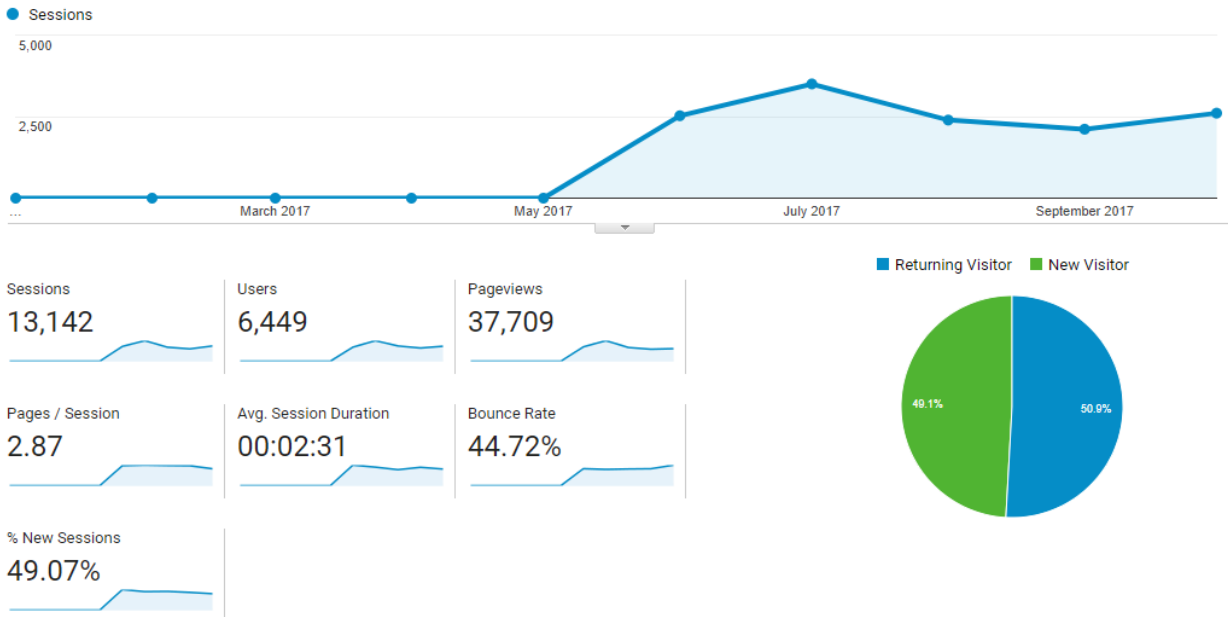 Sessions
5,000
2,500
...
March 2017
May 2017
July 2017
September 2017
Returning Visitor
New Visitor
Sessions
13,142
Users
6,449
Pageviews
37,709
49.1%
50.9%
Pages / Session
2.87
Avg. Session Duration
00:02:31
Bounce Rate
44.72%
% New Sessions
49.07%